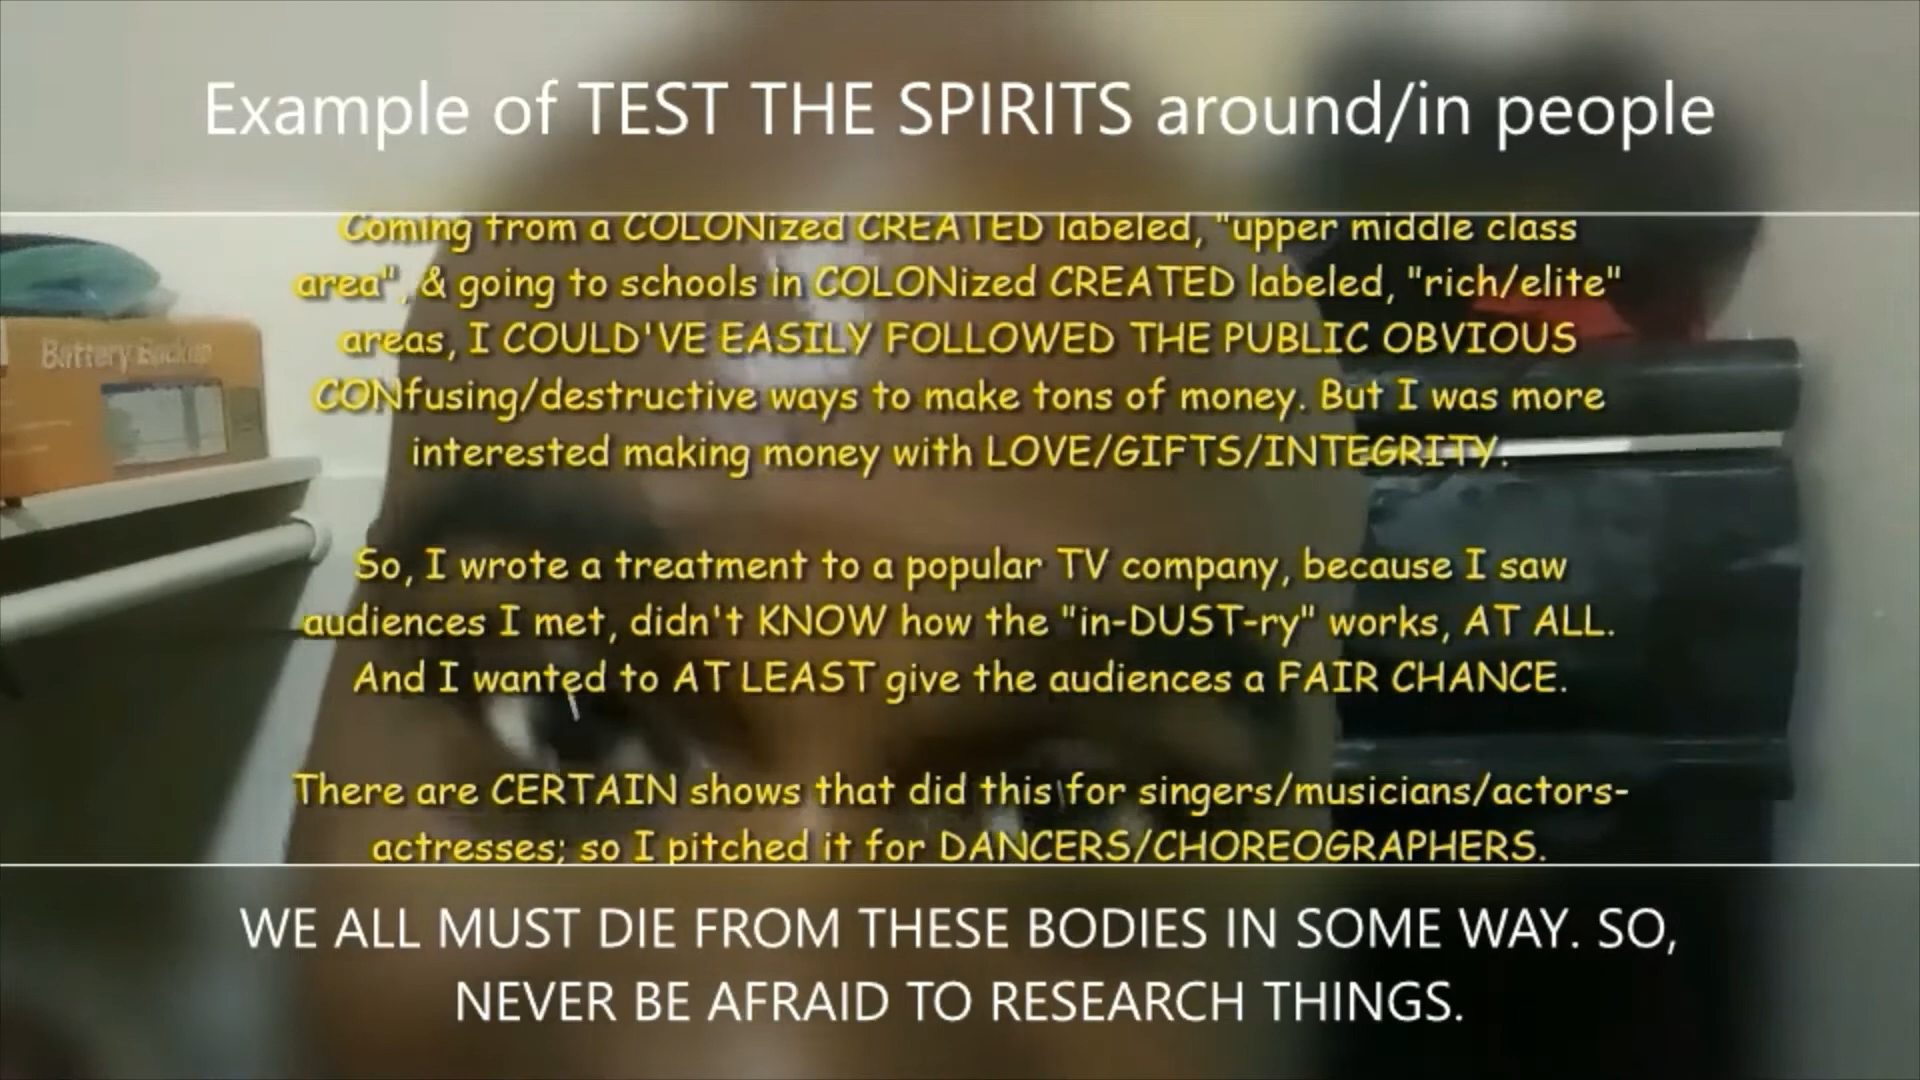 Example of TEST THE SPIRITS around/in people
Coming from a COLONized CREATED labeled, "upper middle class
area", & going to schools in COLONized CREATED labeled, "rich/elite"
areas, I COULD'VE EASILY FOLLOWED THE PUBLIC OBVIOUS
CONfusing/destructive ways to make tons of money. But I was more
interested making money with LOVE/GIFTS/INTEGRITY.
So, I wrote a treatment to a popular TV company, because I saw
audiences I met, didn't KNOW how the "in-DUST-ry" works, AT ALL.
And I wanted to AT LEAST give the audiences a FAIR CHANCE.
There are CERTAIN shows that did this for singers/musicians/actors-
actresses; so I pitched it for DANCERS/CHOREOGRAPHERS.
WE ALL MUST DIE FROM THESE BODIES IN SOME WAY. SO,
NEVER BE AFRAID TO RESEARCH THINGS.
Battery Backup